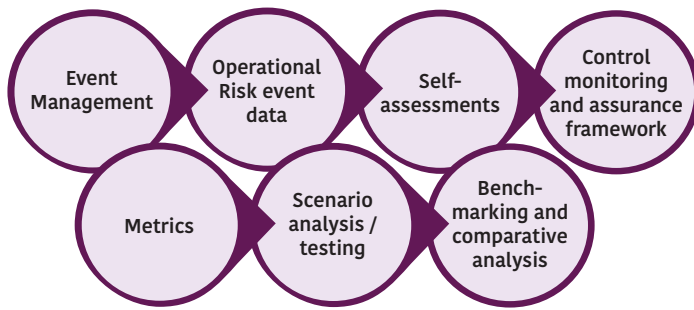 Event
Management
Operational
Risk event
data
Self-
assessments
Control
monitoring
and assurance
framework
Metrics
Scenario
analysis /
testing
Bench-
marking and
comparative
analysis